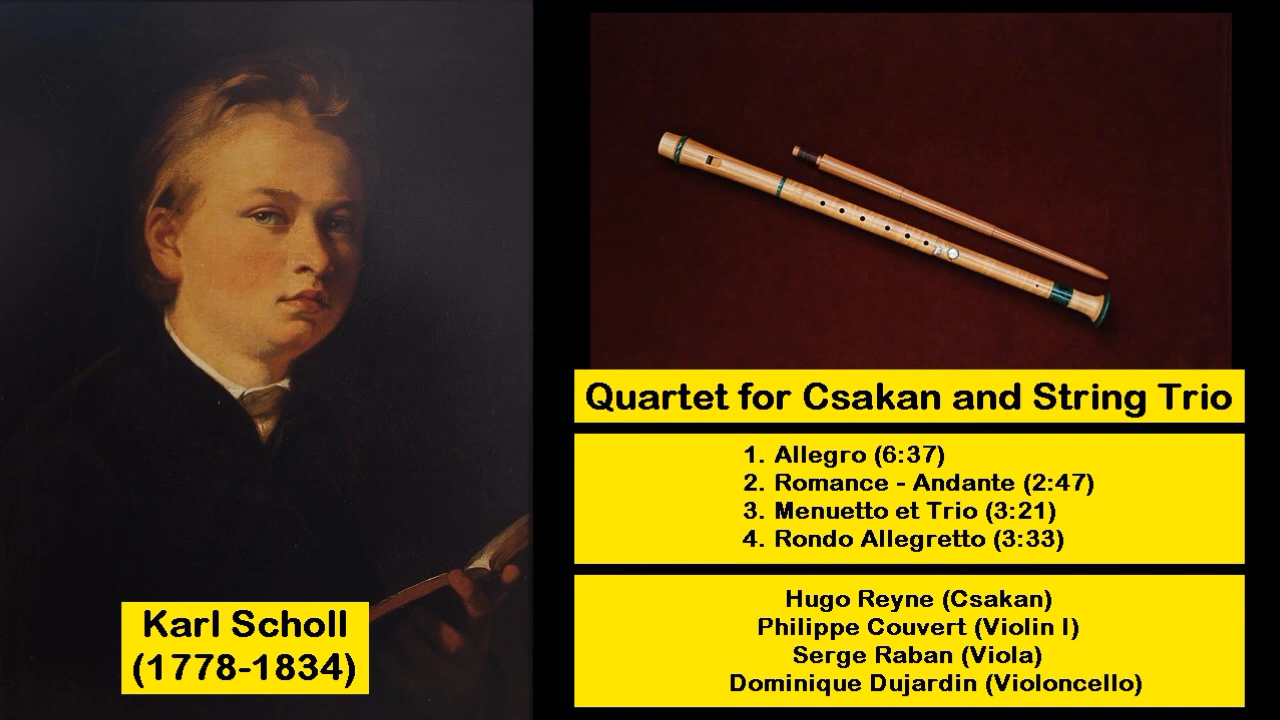 Quartet for Csakan and String Trio
1. Allegro (6:37)
2. Romance - Andante (2:47)
3. Menuetto et Trio (3:21)
4. Rondo Allegretto (3:33)
Hugo Reyne (Csakan)
Philippe Couvert (Violin I)
Serge Raban (Viola)
Dominique Dujardin (Violoncello)
Karl Scholl
(1778-1834)